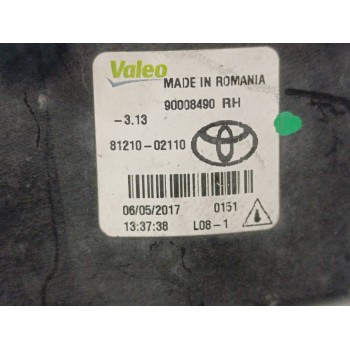 Valeo
MADE IN ROMANIA
90008490 RH
-3.13
81210-02110
06/05/2017 0151
13:37:38 L08-1